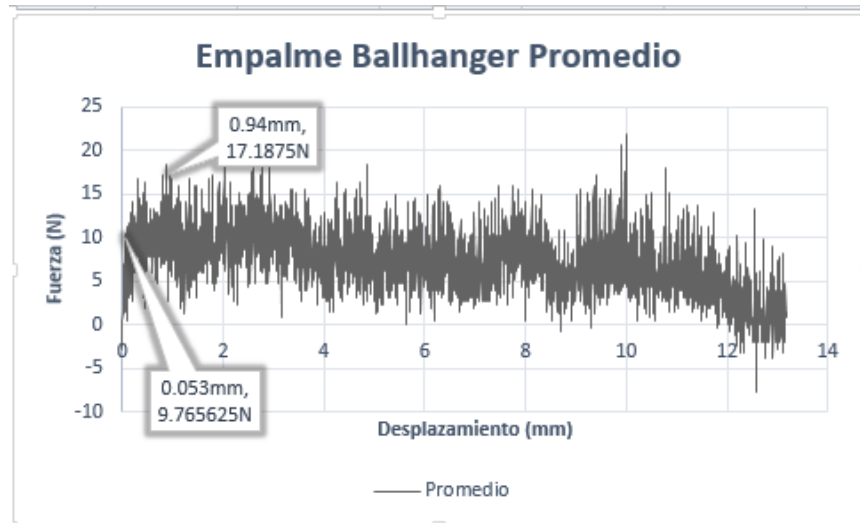 Empalme Ballhanger Promedio
25
20
15
10
5
0
-5
-10
0
2
4
6
8
10
12
14
0.94mm,
17.1875N
0.053mm,
9.765625N
Fuerza (N)
Desplazamiento (mm)
Promedio